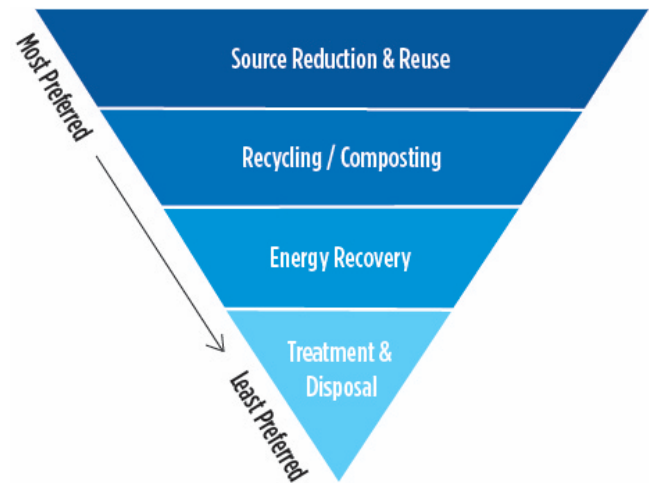 Most Preferred
Source Reduction & Reuse
Recycling / Composting
Energy Recovery
Treatment &
Disposal
Least Preferred